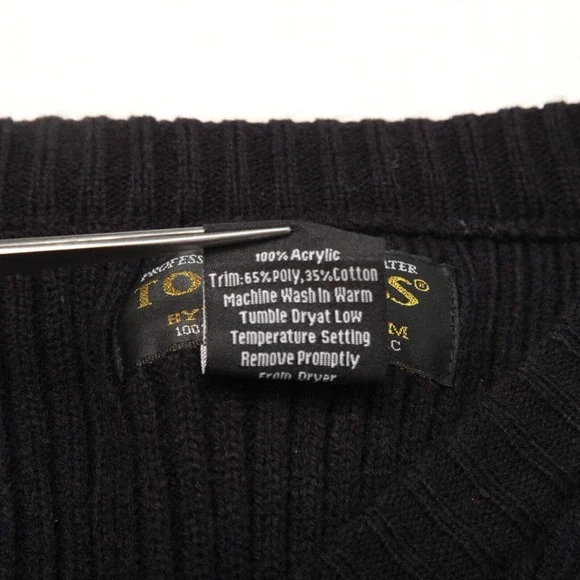 100% Acrylic
Trim:65%Poly,35%Cotton
Machine Wash In Warm
Tumble Dryat Low
Temperature Setting
Remove Promptly
From Dryer